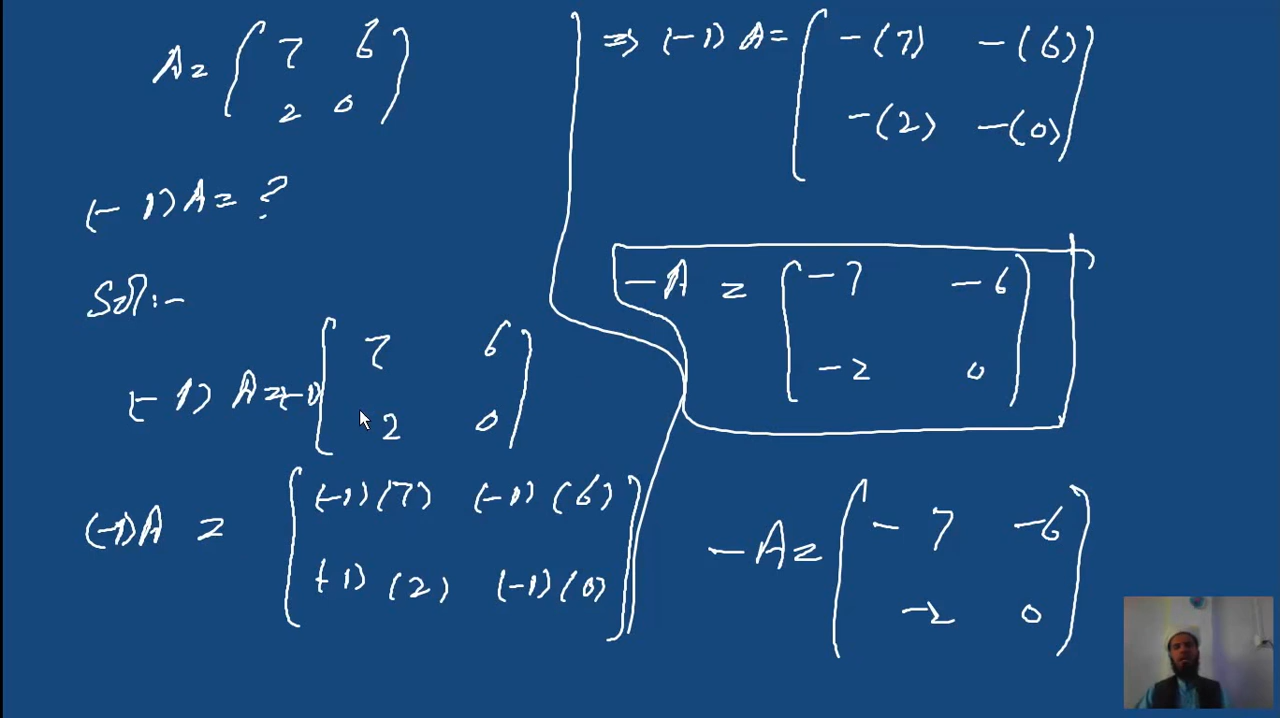 A = [ 7 6
2 0 ]
(-1) A = ?
Sol:-
(-1) A = (-1) [ 7 6
2 0 ]
(-1) A = [ (-1) (7) (-1) (6)
(-1) (2) (-1) (0) ]
⇒ (-1) A = [ -(7) -(6)
-(2) -(0) ]
-A = [ -7 -6
-2 0 ]
-A = [ -7 -6
-2 0 ]